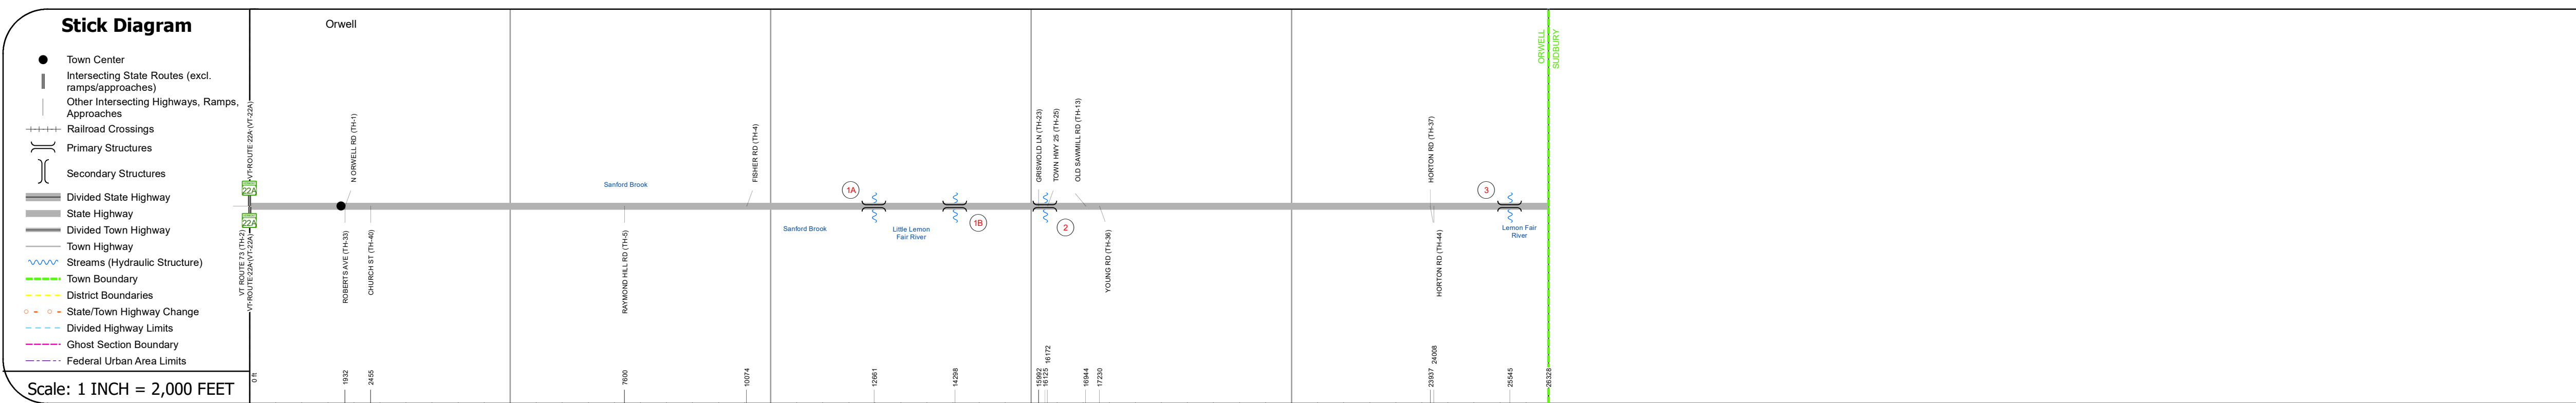 Stick Diagram
Town Center
Intersecting State Routes (excl.
ramps/approaches)
Other Intersecting Highways, Ramps,
Approaches
Railroad Crossings
Primary Structures
Secondary Structures
Divided State Highway
State Highway
Divided Town Highway
Town Highway
Streams (Hydraulic Structure)
Town Boundary
District Boundaries
State/Town Highway Change
Divided Highway Limits
Ghost Section Boundary
Federal Urban Area Limits
Scale: 1 INCH = 2,000 FEET
Orwell
VT ROUTE 22A (VT-22A)
22A
22A
VT ROUTE 73 (TH-2)
VT ROUTE 22A (VT-22A)
N ORWELL RD (TH-1)
ROBERTS AVE (TH-33)
CHURCH ST (TH-40)
Sanford Brook
RAYMOND HILL RD (TH-5)
FISHER RD (TH-4)
Sanford Brook
1A
Little Lemon
Fair River
1B
GRISWOLD LN (TH-23)
TOWN HWY 25 (TH-25)
OLD SAWMILL RD (TH-13)
2
YOUNG RD (TH-36)
HORTON RD (TH-37)
HORTON RD (TH-44)
3
Lemon Fair
River
ORWELL
SUDBURY
0 ft
1932
2455
7600
10074
12661
14298
15992
16125
16172
16944
17230
23937
24008
25545
26328